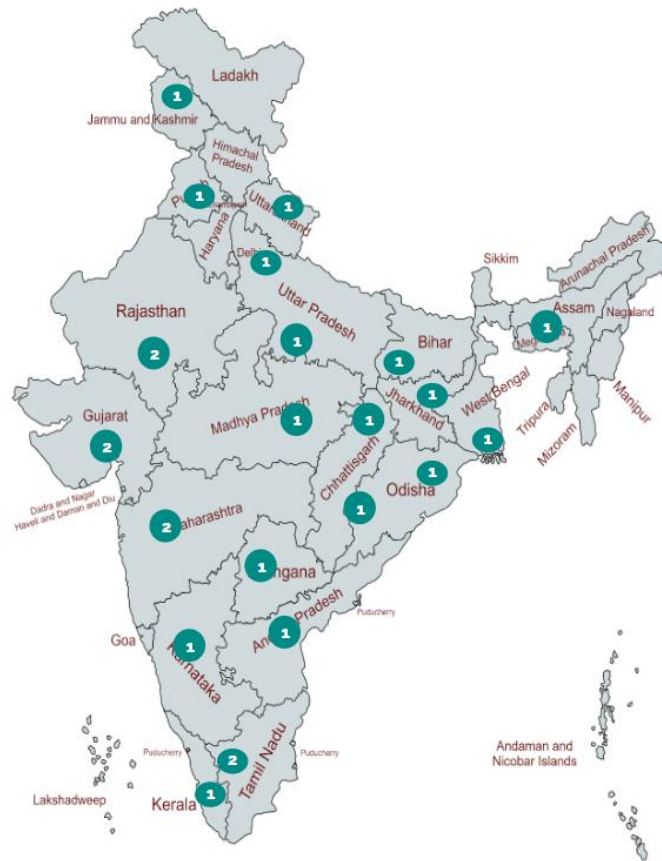 Ladakh
1
Jammu and Kashmir
Himachal
Pradesh
1
1
Haryana
1
Sikkim
Arunachal Pradesh
Rajasthan
Uttar Pradesh
Assam
Nagaland
1
2
1
Bihar
1
Gujarat
Madhya Pradesh
1
1
Jharkhand
1
West Bengal
Tripura
Mizoram
Manipur
2
Chhattisgarh
1
1
Odisha
Dadra and Nagar
Haveli and Daman and Diu
1
2
1
Puducherry
Goa
1
1
Karnataka
Puducherry
2
Tamil Nadu
Puducherry
Andaman and
Nicobar Islands
Lakshadweep
Kerala
1